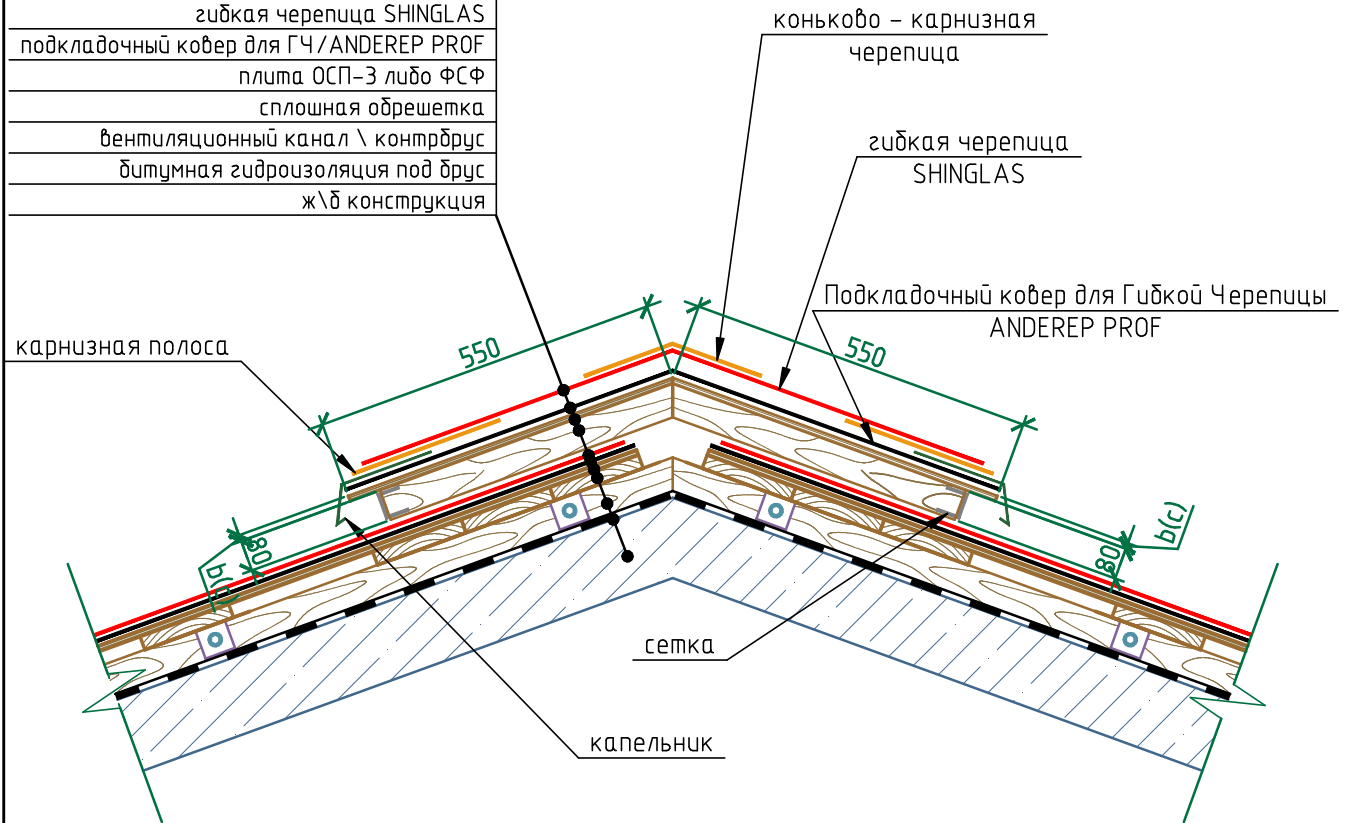 гибкая черепица SHINGLAS
подкладочный ковер для ГЧ/ANDEREP PROF
плита ОСП-3 либо ФСФ
сплошная обрешетка
вентиляционный канал \ контрбрус
битумная гидроизоляция под брус
ж\б конструкция
коньково - карнизная
черепица
гибкая черепица
SHINGLAS
Подкладочный ковер для Гибкой Черепицы
ANDEREP PROF
карнизная полоса
550
550
80
b(c)
80
b(c)
сетка
капельник